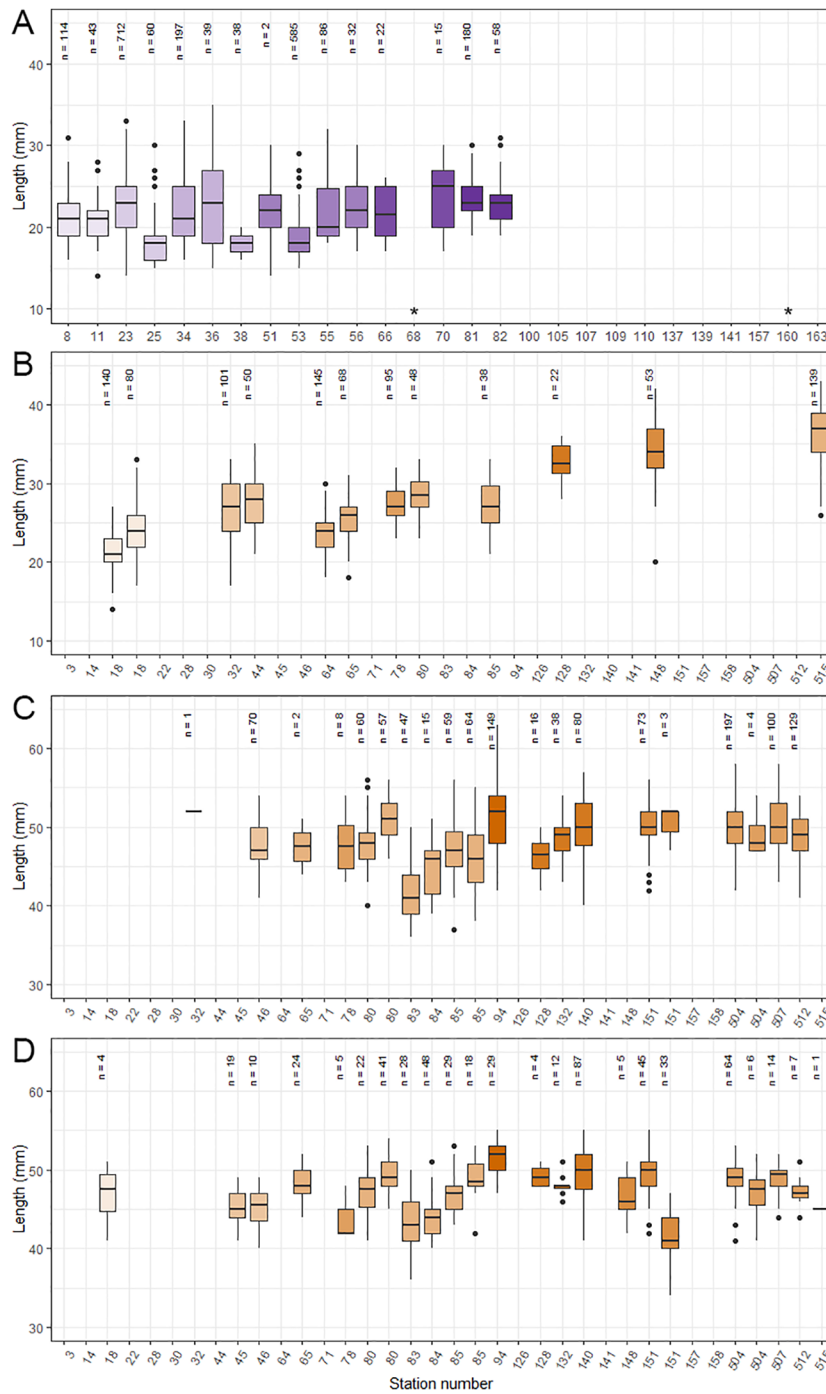 A
n = 114 n = 43 n = 712 n = 60 n = 197 n = 39 n = 38 n = 2 n = 585 n = 86 n = 32 n = 22 n = 15 n = 180 n = 58
Length (mm)
40
30
20
10
* *
8 11 23 25 34 36 38 51 53 55 56 66 68 70 81 82 100 105 107 109 110 137 139 141 157 160 163
B
n = 140 n = 80 n = 101 n = 50 n = 145 n = 68 n = 95 n = 48 n = 38 n = 22 n = 53 n = 139
Length (mm)
40
30
20
10
3 14 18 18 22 28 30 32 44 45 46 64 65 71 78 80 83 84 85 94 126 128 132 140 141 148 151 157 158 504 507 512 515
C
n = 1 n = 70 n = 2 n = 8 n = 60 n = 57 n = 47 n = 15 n = 59 n = 64 n = 149 n = 16 n = 38 n = 80 n = 73 n = 3 n = 197 n = 4 n = 100 n = 129
Length (mm)
60
50
40
30
3 14 18 22 28 30 32 45 46 64 65 71 78 80 80 83 84 85 85 94 126 128 132 140 141 148 151 151 157 158 504 504 507 512 515
D
n = 4 n = 19 n = 10 n = 24 n = 5 n = 22 n = 41 n = 28 n = 48 n = 29 n = 18 n = 29 n = 4 n = 12 n = 87 n = 5 n = 45 n = 33 n = 64 n = 6 n = 14 n = 7 n = 1
Length (mm)
60
50
40
30
3 14 18 22 28 30 32 45 46 64 65 71 78 80 80 83 84 85 85 94 126 128 132 140 141 148 151 151 157 158 504 504 507 512 515
Station number